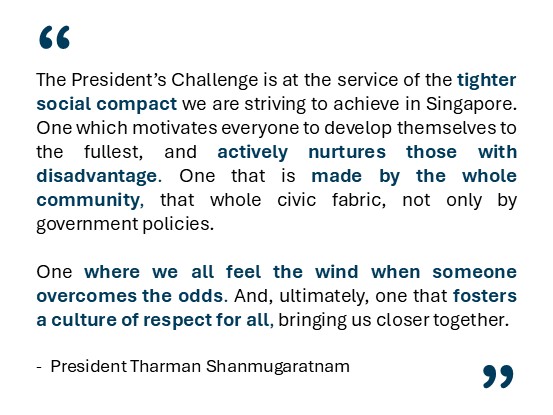 “
The President’s Challenge is at the service of the tighter
social compact we are striving to achieve in Singapore.
One which motivates everyone to develop themselves to
the fullest, and actively nurtures those with
disadvantage. One that is made by the whole
community, that whole civic fabric, not only by
government policies.
One where we all feel the wind when someone
overcomes the odds. And, ultimately, one that fosters
a culture of respect for all, bringing us closer together.
- President Tharman Shanmugaratnam
”